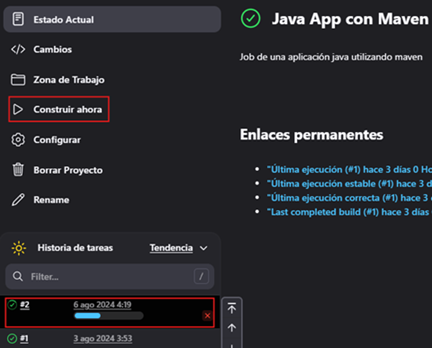 Estado Actual
Cambios
Zona de Trabajo
Construir ahora
Configurar
Borrar Proyecto
Rename
Historia de tareas
Tendencia
Filter...
/
#2
6 ago 2024 4:19
#1
3 ago 2024 3:53
Java App con Maven
Job de una aplicación java utilizando maven
Enlaces permanentes
"Última ejecución (#1) hace 3 días 0 Ho
"Última ejecución estable (#1) hace 3 d
"Última ejecución correcta (#1) hace 3
"Last completed build (#1) hace 3 días